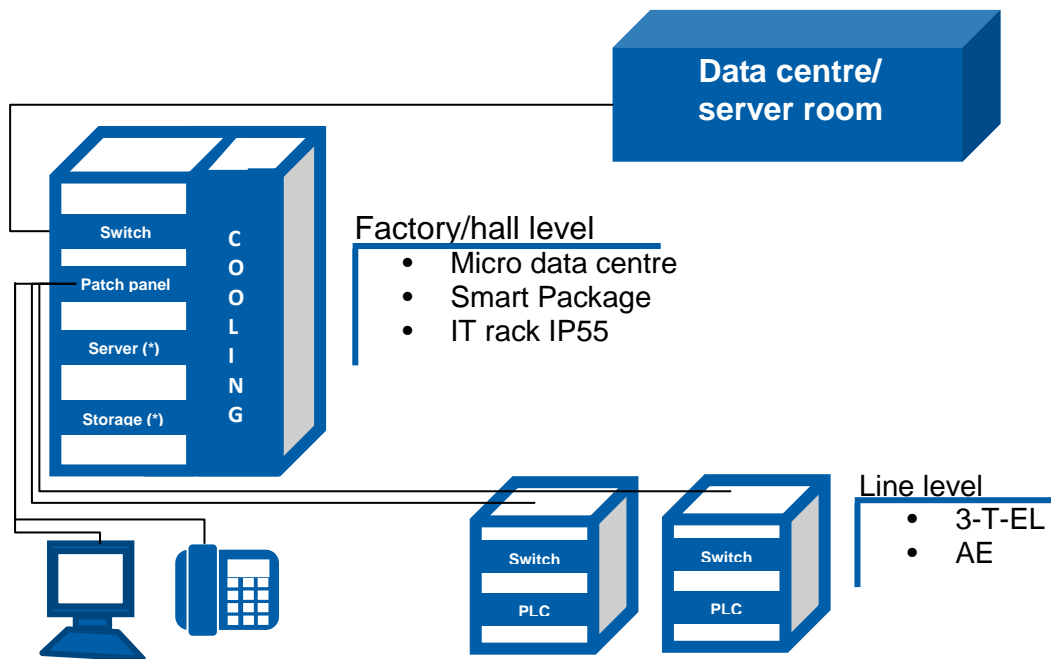 Data centre/
server room
Switch
Patch panel
Server (*)
Storage (*)
COOLING
Factory/hall level
• Micro data centre
• Smart Package
• IT rack IP55
Line level
• 3-T-EL
• AE
Switch
PLC
Switch
PLC